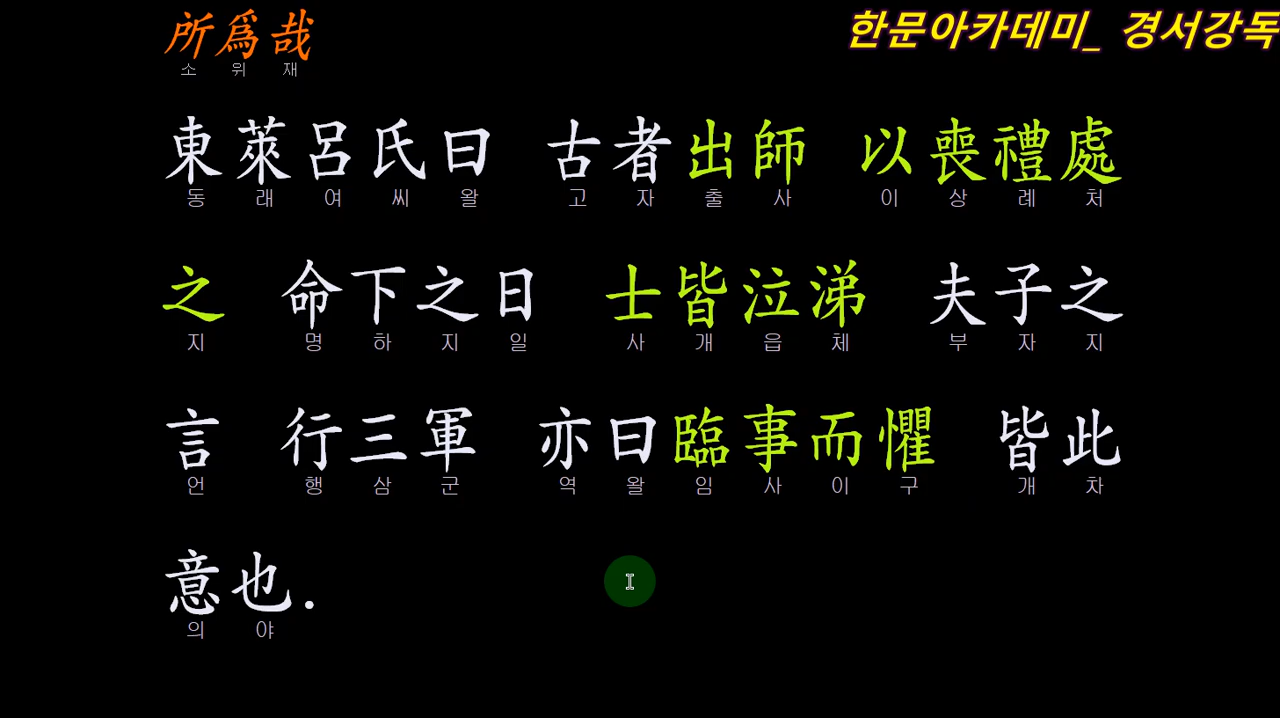 所爲哉
소 위 재
한문아카데미_ 경서강독
東萊呂氏曰 古者出師 以喪禮處
동 래 여 씨 왈 고 자 출 사 이 상 례 처
之 命下之日 士皆泣涕 夫子之
지 명 하 지 일 사 개 읍 체 부 자 지
言 行三軍 亦曰臨事而懼 皆此
언 행 삼 군 역 왈 임 사 이 구 개 차
意也.
의 야